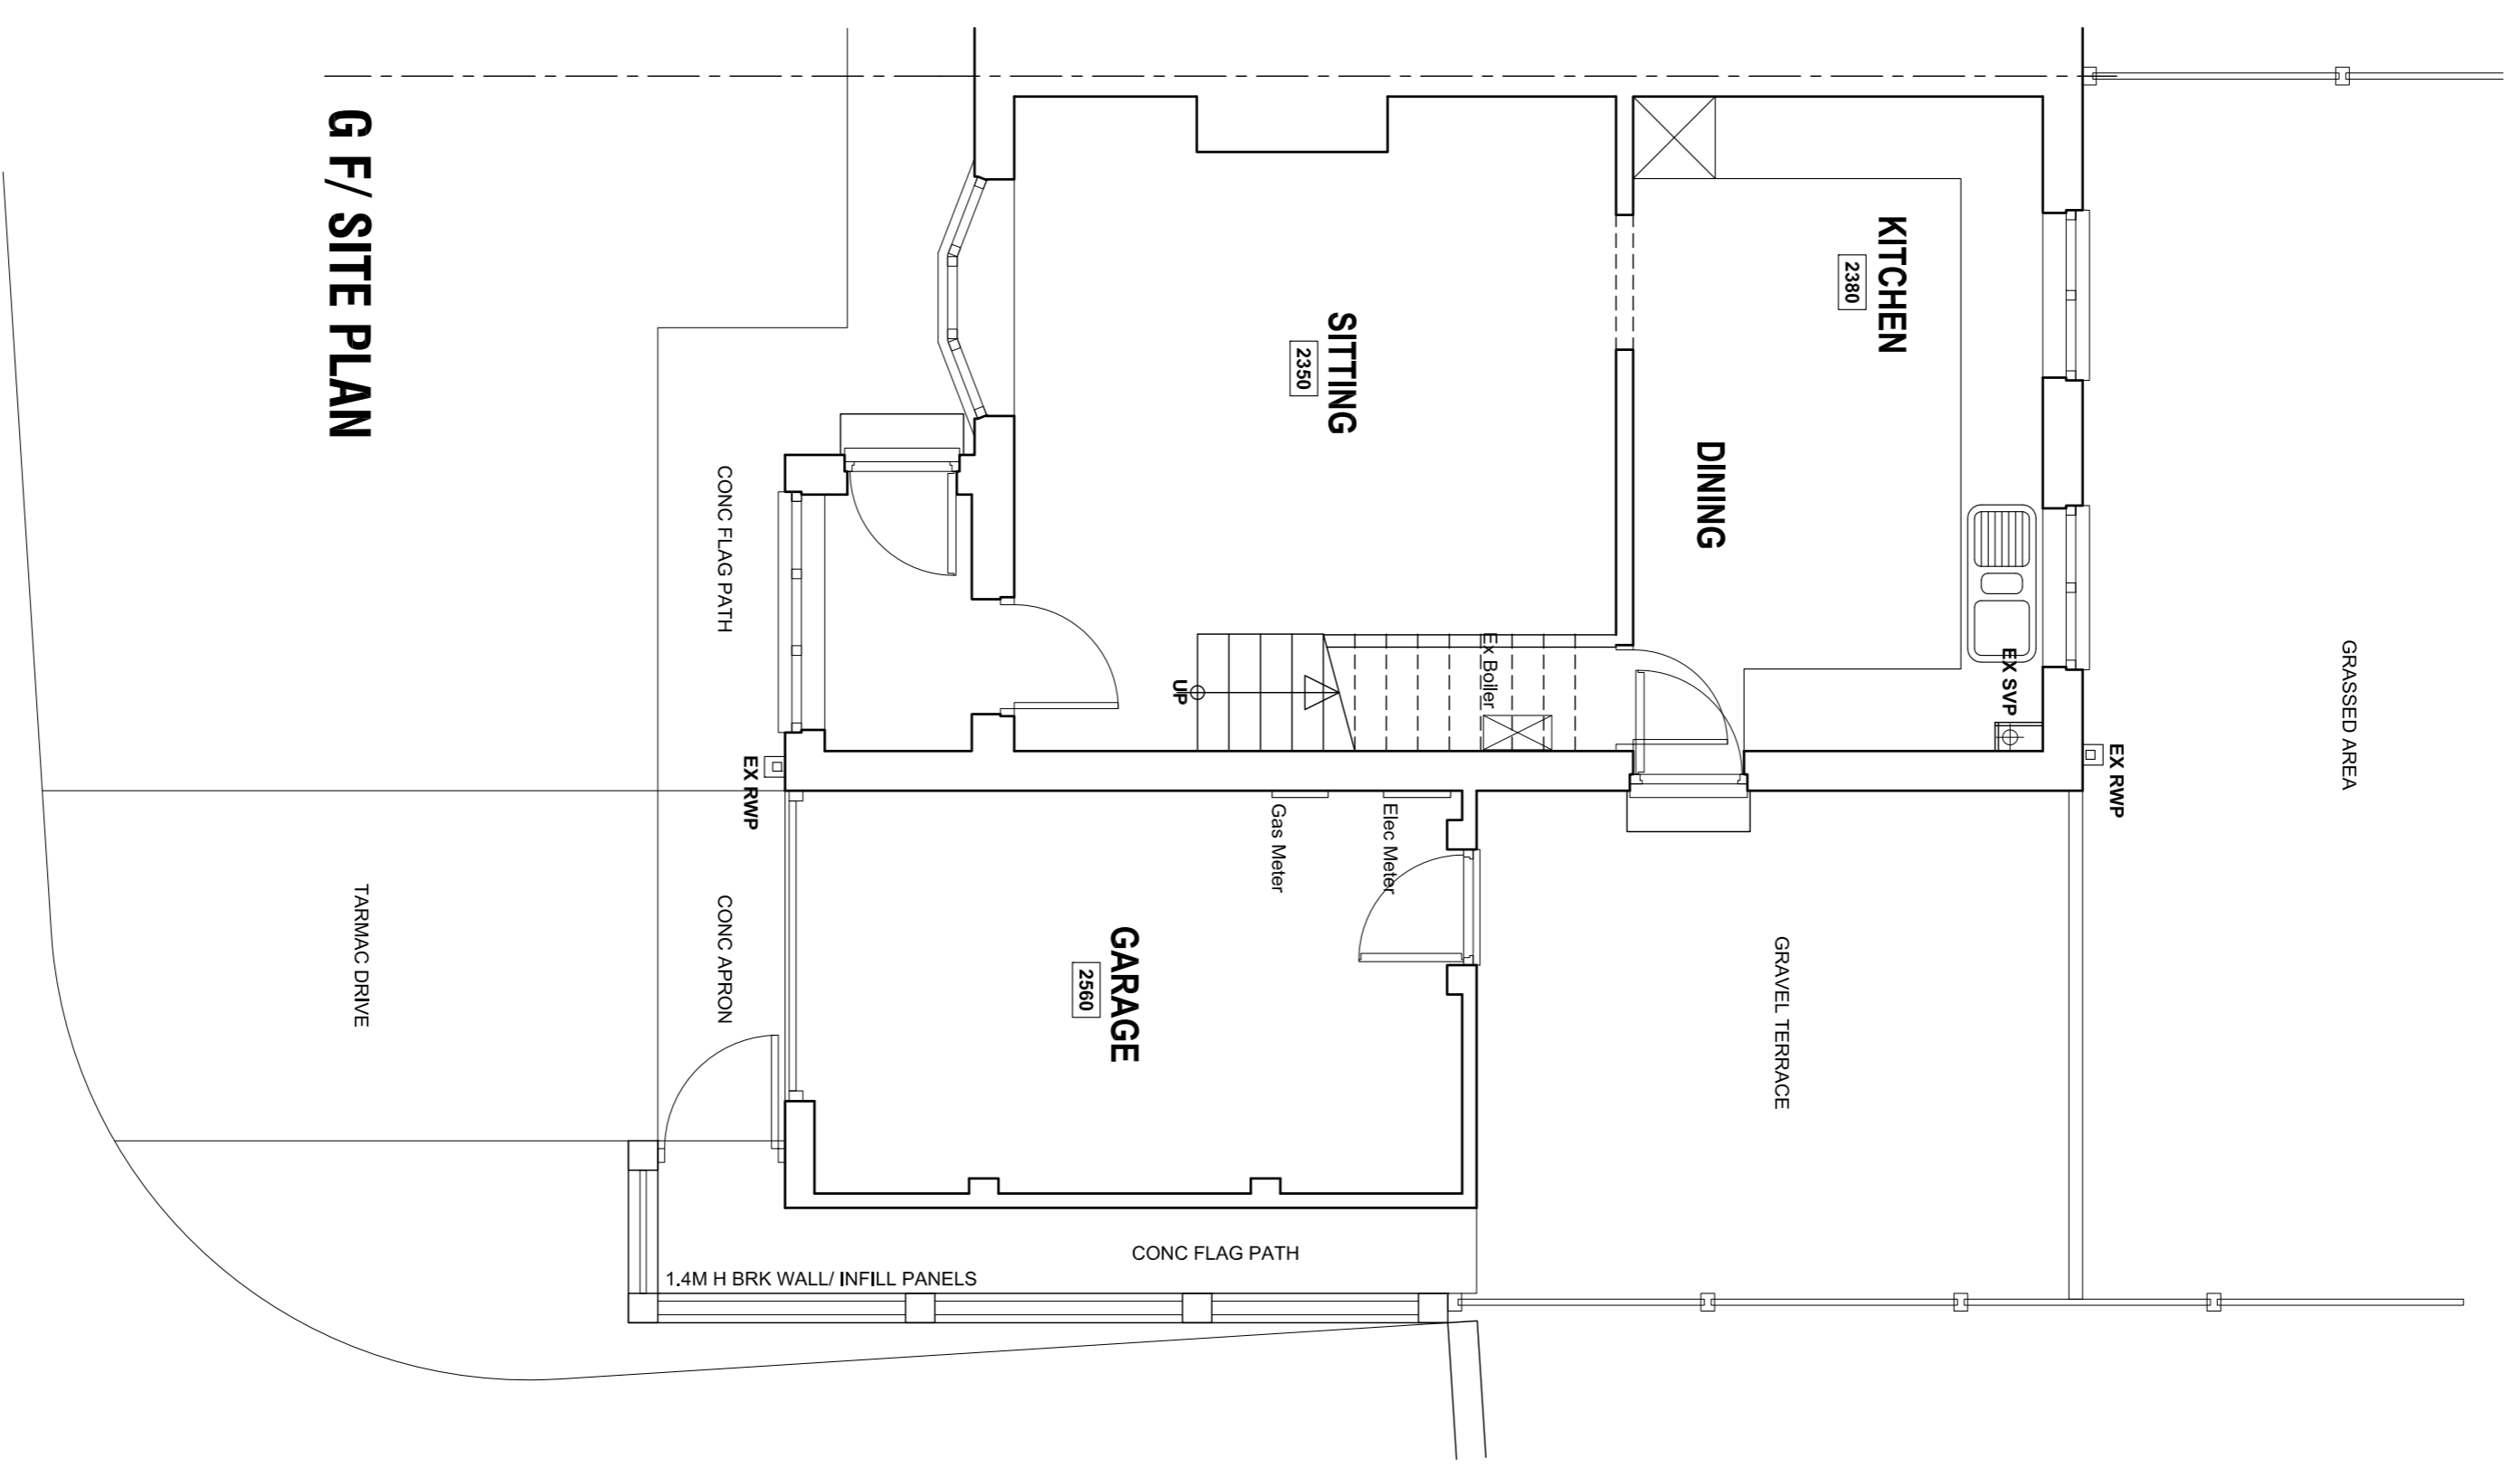 GRASSED AREA
EX RWP
EX SVP
KITCHEN
2380
DINING
GRAVEL TERRACE
Ex Boiler
SITTING
2350
Elec Meter
Gas Meter
UP
GARAGE
2560
CONC FLAG PATH
1.4M H BRK WALL/ INFILL PANELS
EX RWP
CONC FLAG PATH
CONC APRON
G F/ SITE PLAN
TARMAC DRIVE